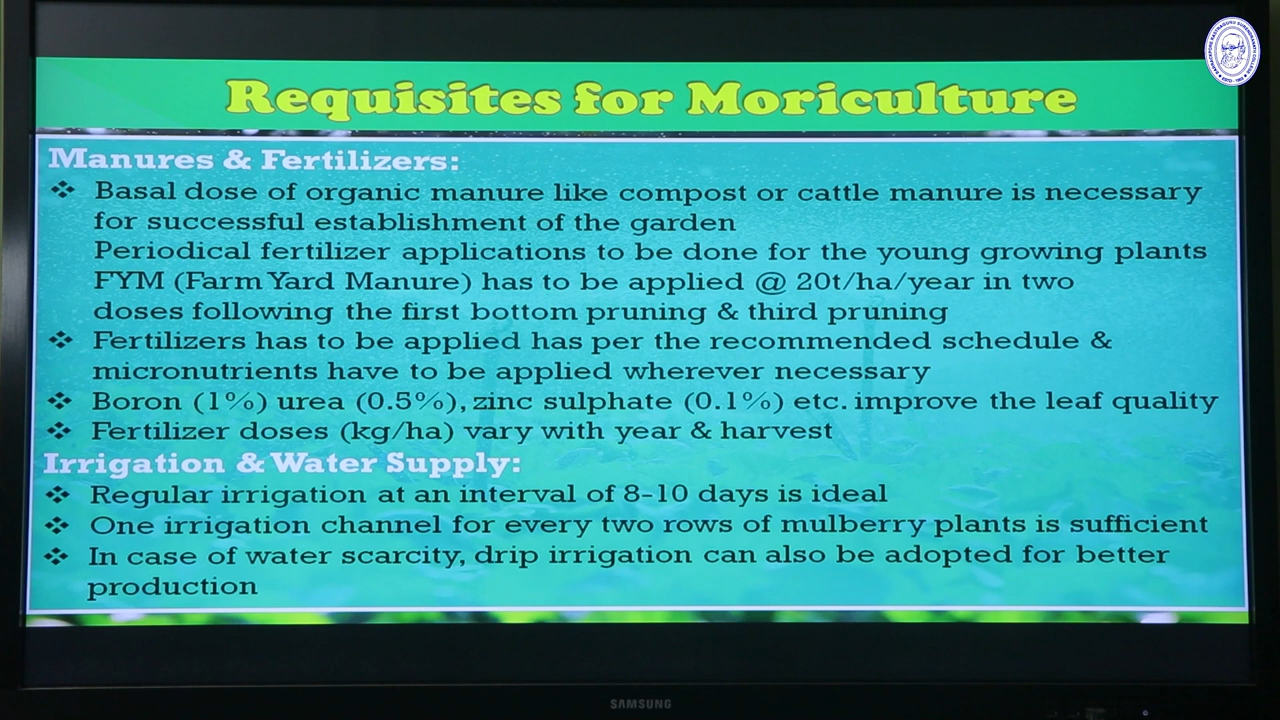 Requisites for Moriculture
Manures & Fertilizers:
❖ Basal dose of organic manure like compost or cattle manure is necessary
for successful establishment of the garden
Periodical fertilizer applications to be done for the young growing plants
FYM (Farm Yard Manure) has to be applied @ 20t/ha/year in two
doses following the first bottom pruning & third pruning
❖ Fertilizers has to be applied has per the recommended schedule &
micronutrients have to be applied wherever necessary
❖ Boron (1%) urea (0.5%), zinc sulphate (0.1%) etc. improve the leaf quality
❖ Fertilizer doses (kg/ha) vary with year & harvest
Irrigation & Water Supply:
❖ Regular irrigation at an interval of 8-10 days is ideal
❖ One irrigation channel for every two rows of mulberry plants is sufficient
❖ In case of water scarcity, drip irrigation can also be adopted for better
production
SAMSUNG